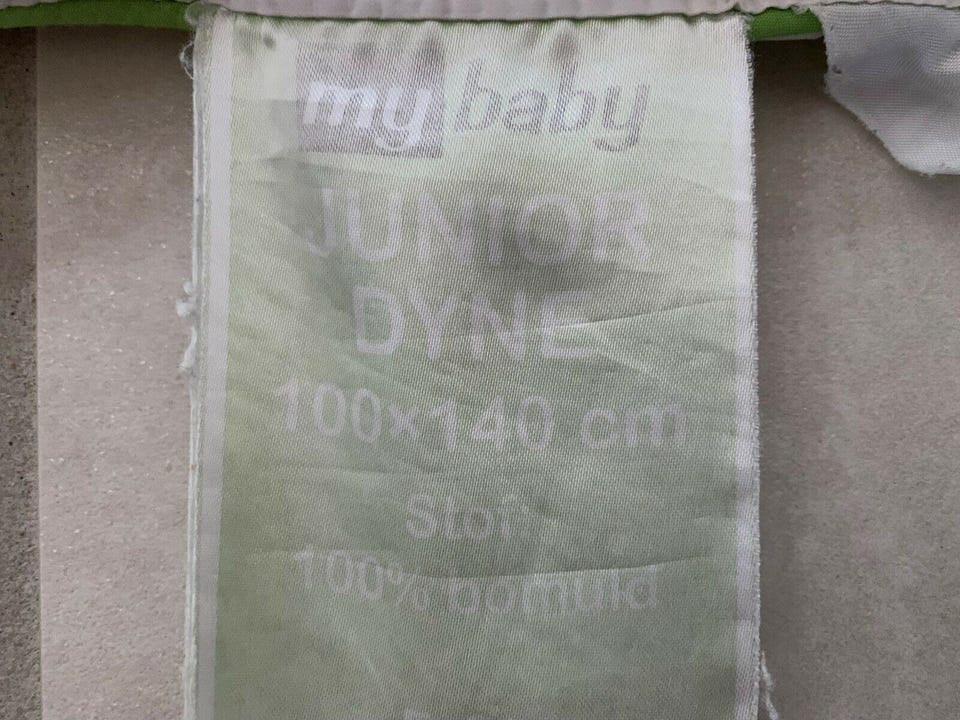 my baby
JUNIOR
DYNE
100x140 cm
Stof:
100% bomuld